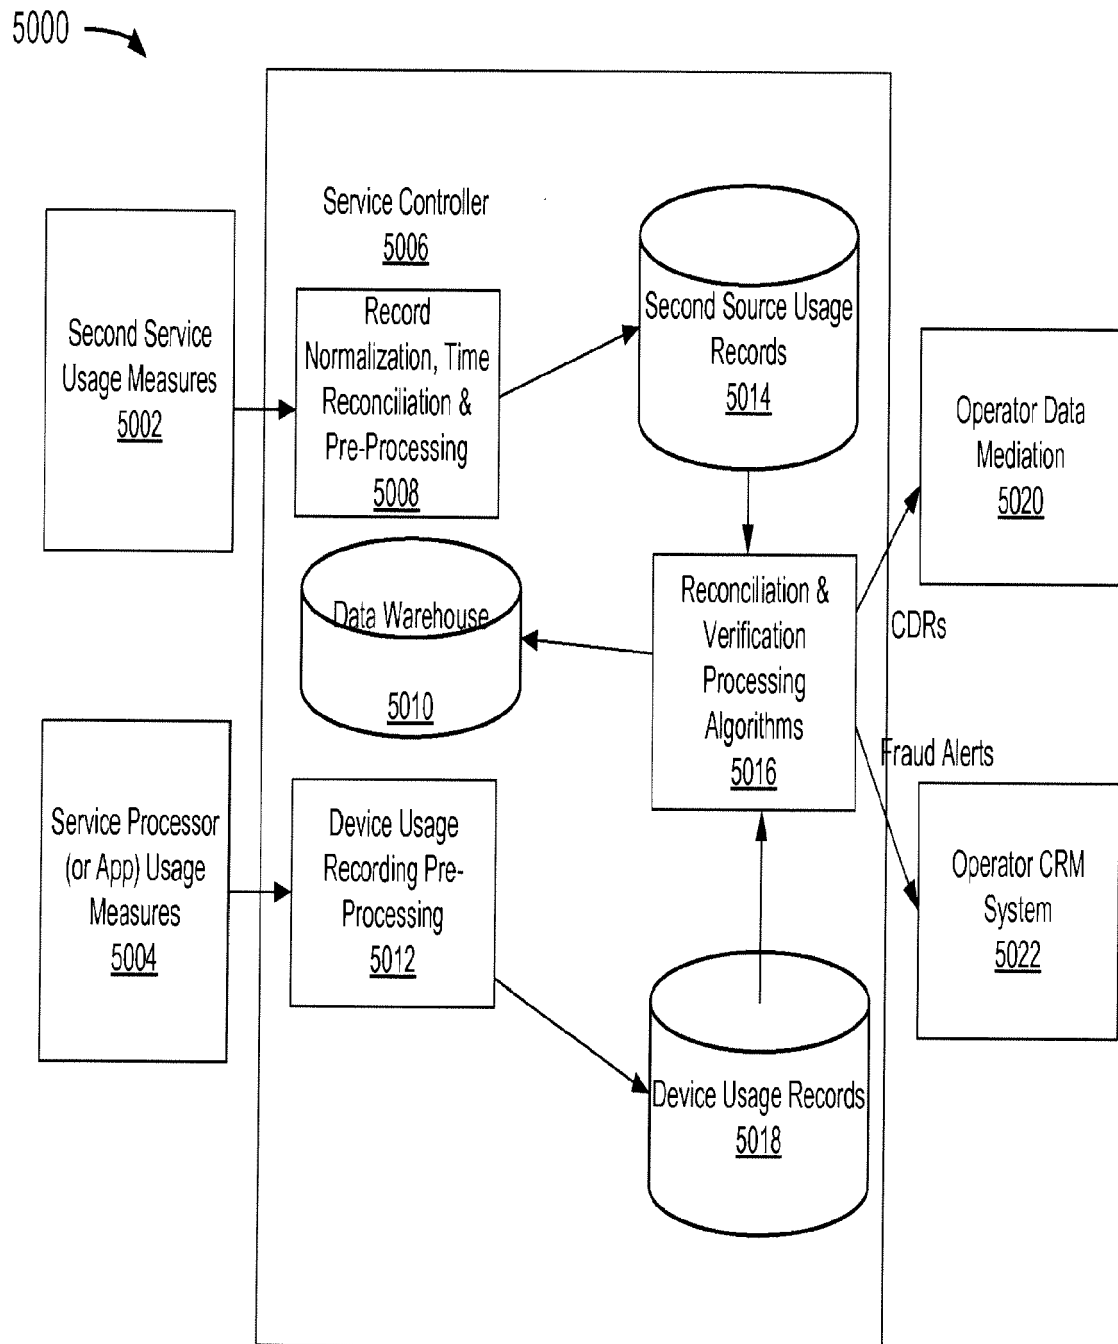 5000
Service Controller
5006
Second Service
Usage Measures
5002
Record
Normalization, Time
Reconciliation &
Pre-Processing
5008
Second Source Usage
Records
5014
Operator Data
Mediation
5020
Data Warehouse
5010
Reconciliation &
Verification
Processing
Algorithms
5016
CDRs
Fraud Alerts
Service Processor
(or App) Usage
Measures
5004
Device Usage
Recording Pre-
Processing
5012
Operator CRM
System
5022
Device Usage Records
5018